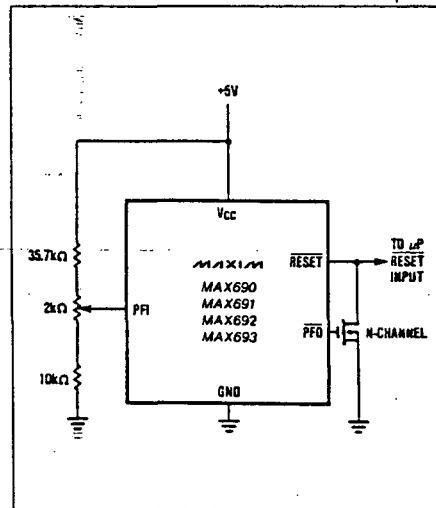 +5V
VCC
35.7kΩ
MAXIM
RESET
TO µP
RESET
INPUT
MAX690
2kΩ
PFI
MAX691
MAX692
PFO
N-CHANNEL
MAX693
10kΩ
GND